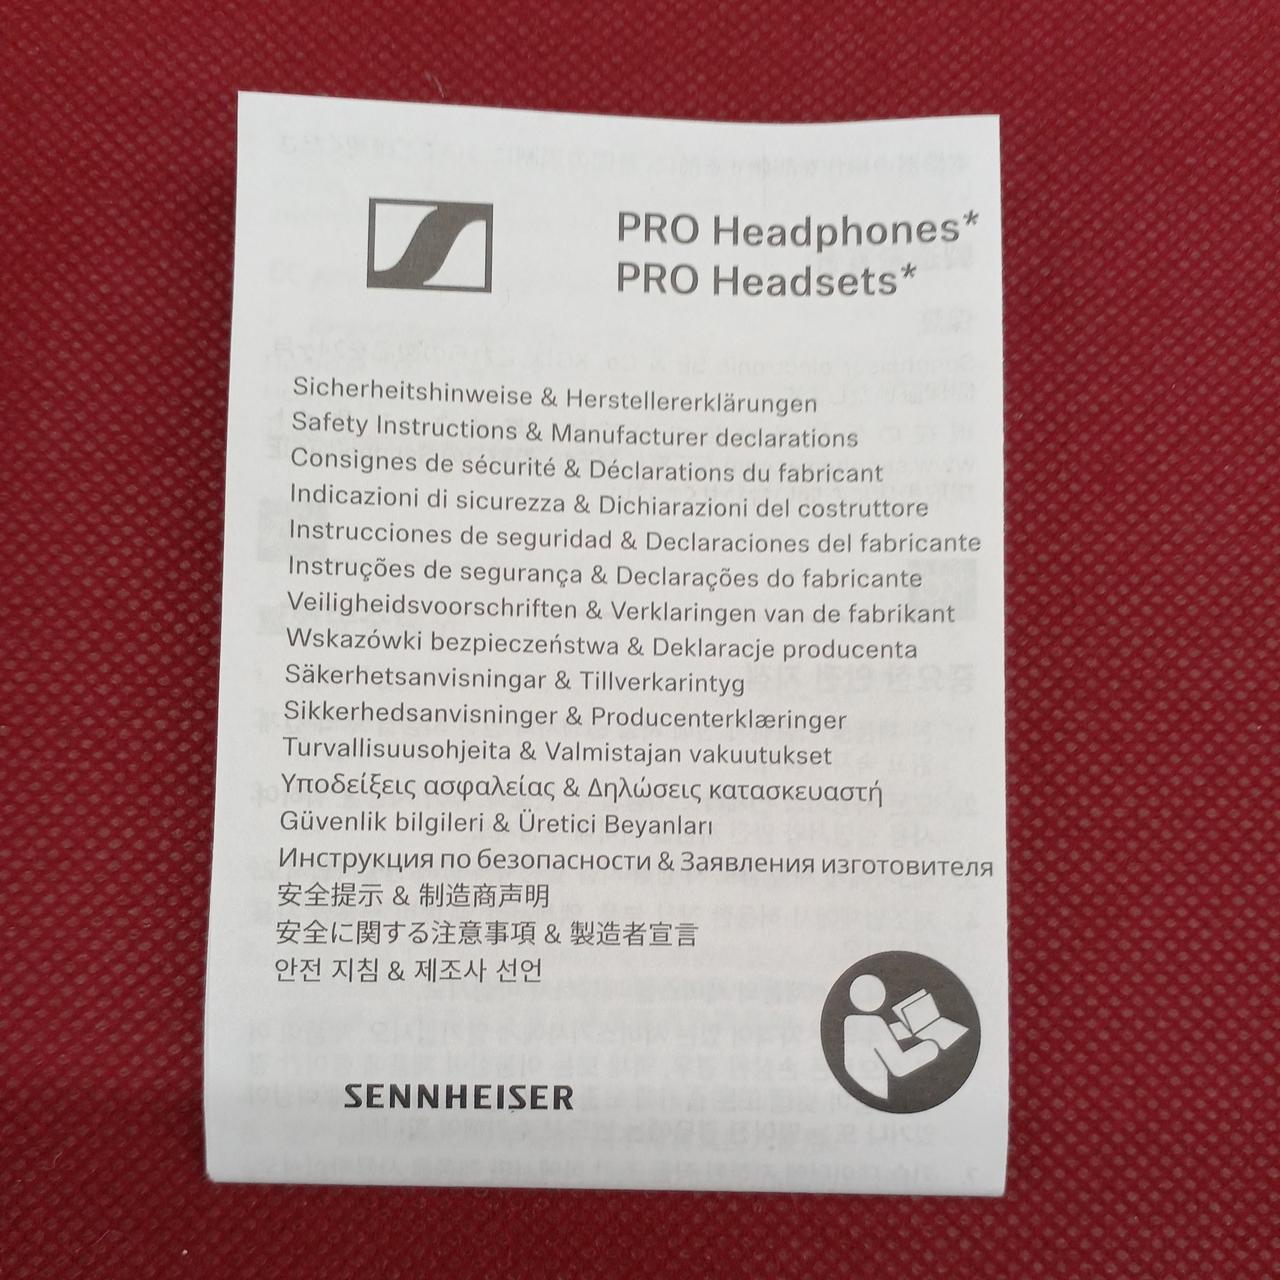 PRO Headphones*
PRO Headsets*
Sicherheitshinweise & Herstellererklärungen
Safety Instructions & Manufacturer declarations
Consignes de sécurité & Déclarations du fabricant
Indicazioni di sicurezza & Dichiarazioni del costruttore
Instrucciones de seguridad & Declaraciones del fabricante
Instruções de segurança & Declarações do fabricante
Veiligheidsvoorschriften & Verklaringen van de fabrikant
Wskazówki bezpieczeństwa & Deklaracje producenta
Säkerhetsanvisningar & Tillverkarintyg
Sikkerhedsanvisninger & Producenterklæringer
Turvallisuusohjeita & Valmistajan vakuutukset
Υποδείξεις ασφαλείας & Δηλώσεις κατασκευαστή
Güvenlik bilgileri & Üretici Beyanları
Инструкция по безопасности & Заявления изготовителя
安全提示 & 制造商声明
安全に関する注意事項 & 製造者宣言
안전 지침 & 제조사 선언
SENNHEISER